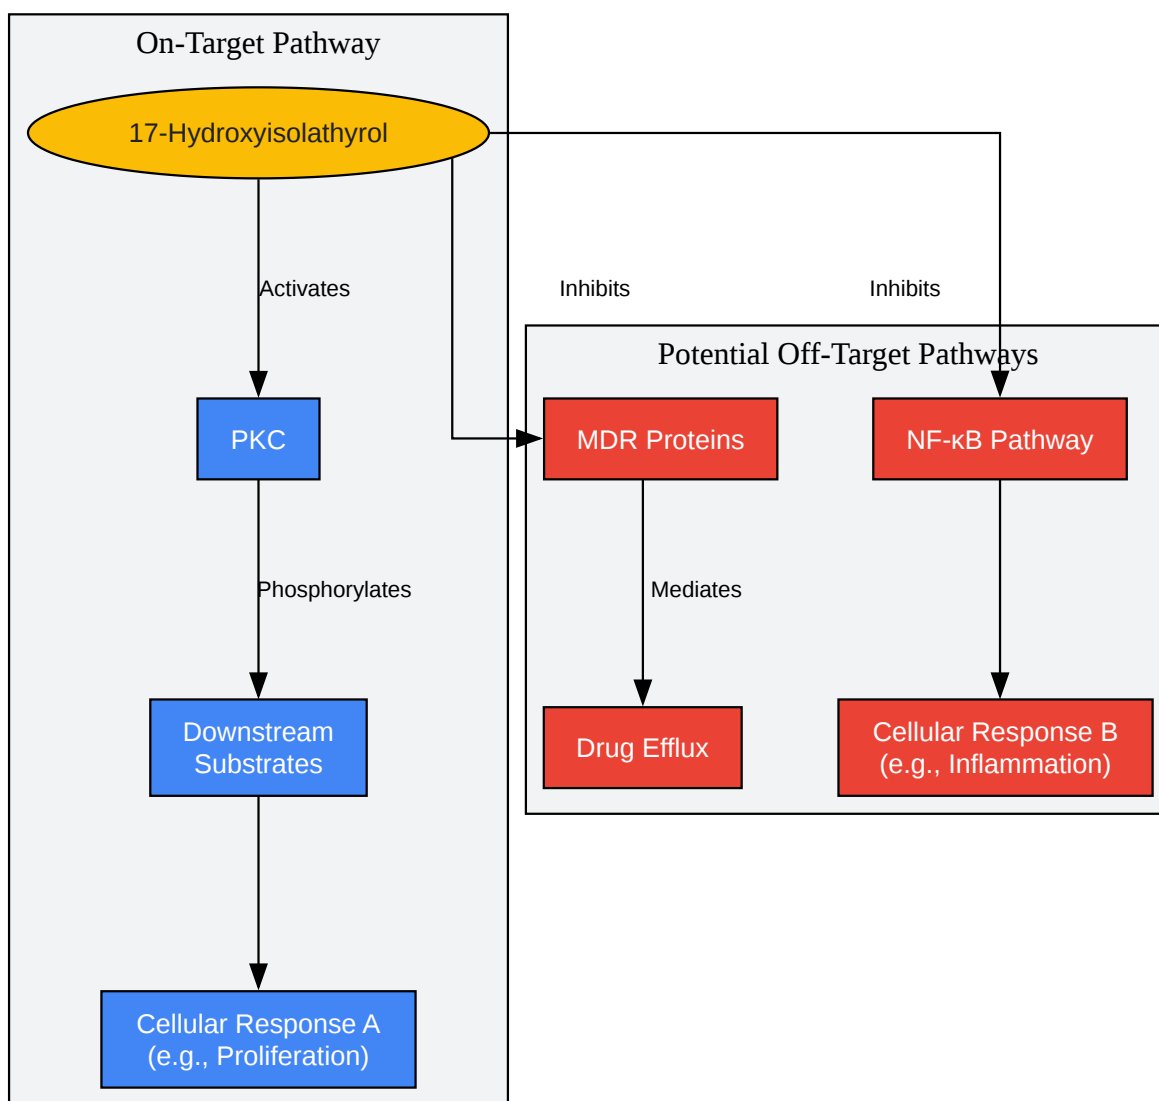 On-Target Pathway
17-Hydroxyisolathyrol
Activates
Inhibits
Inhibits
Potential Off-Target Pathways
PKC
MDR Proteins
NF-κB Pathway
Phosphorylates
Mediates
Downstream
Substrates
Drug Efflux
Cellular Response B
(e.g., Inflammation)
Cellular Response A
(e.g., Proliferation)